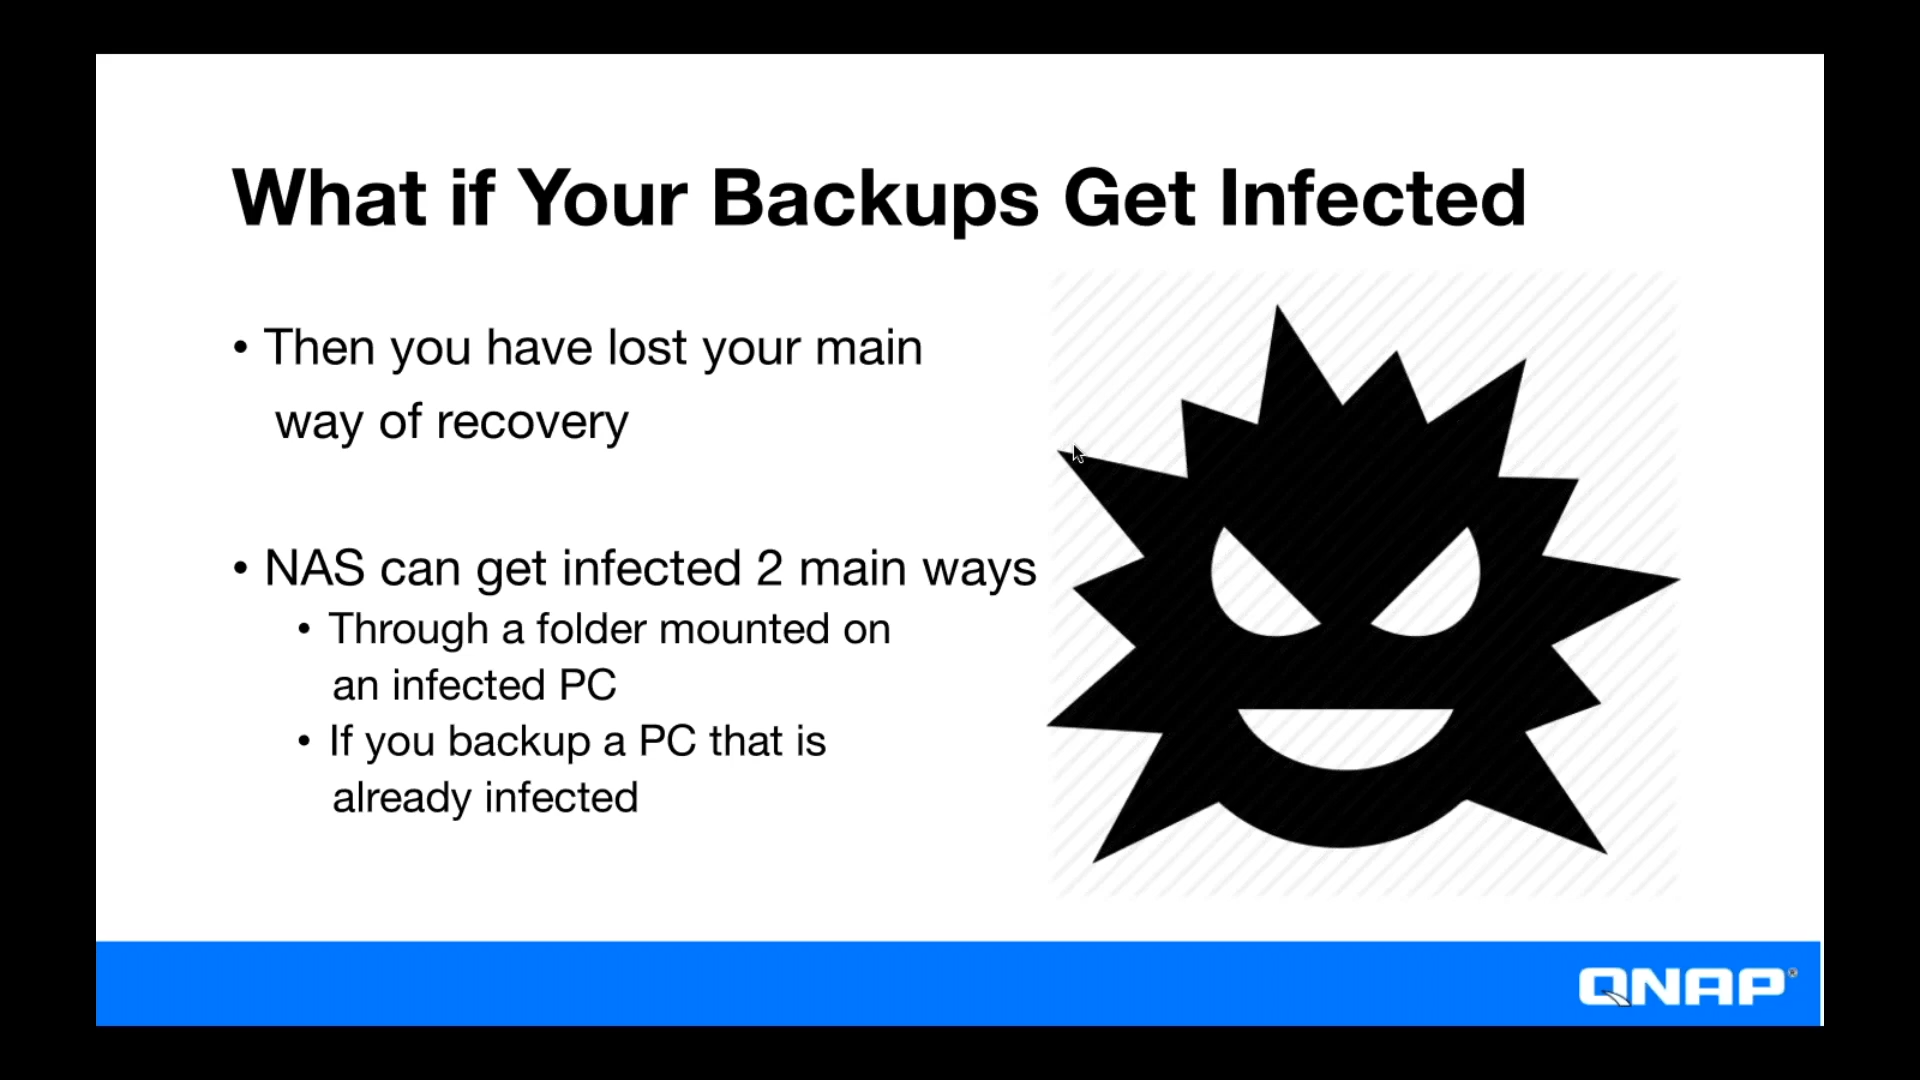 What if Your Backups Get Infected
• Then you have lost your main
way of recovery
• NAS can get infected 2 main ways
• Through a folder mounted on
an infected PC
• If you backup a PC that is
already infected
QNAP®